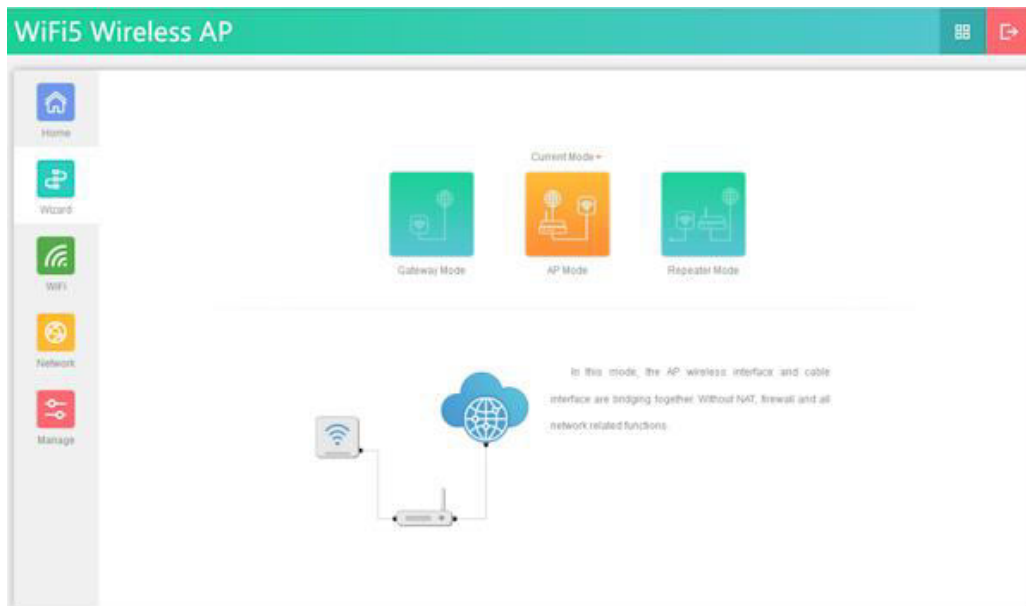 WiFi5 Wireless AP
Home
Wizard
WiFi
Network
Manage
Current Mode
Gateway Mode
AP Mode
Repeater Mode
In this mode, the AP wireless interface and cable
interface are bridging together. Without NAT, firewall and all
network related functions.